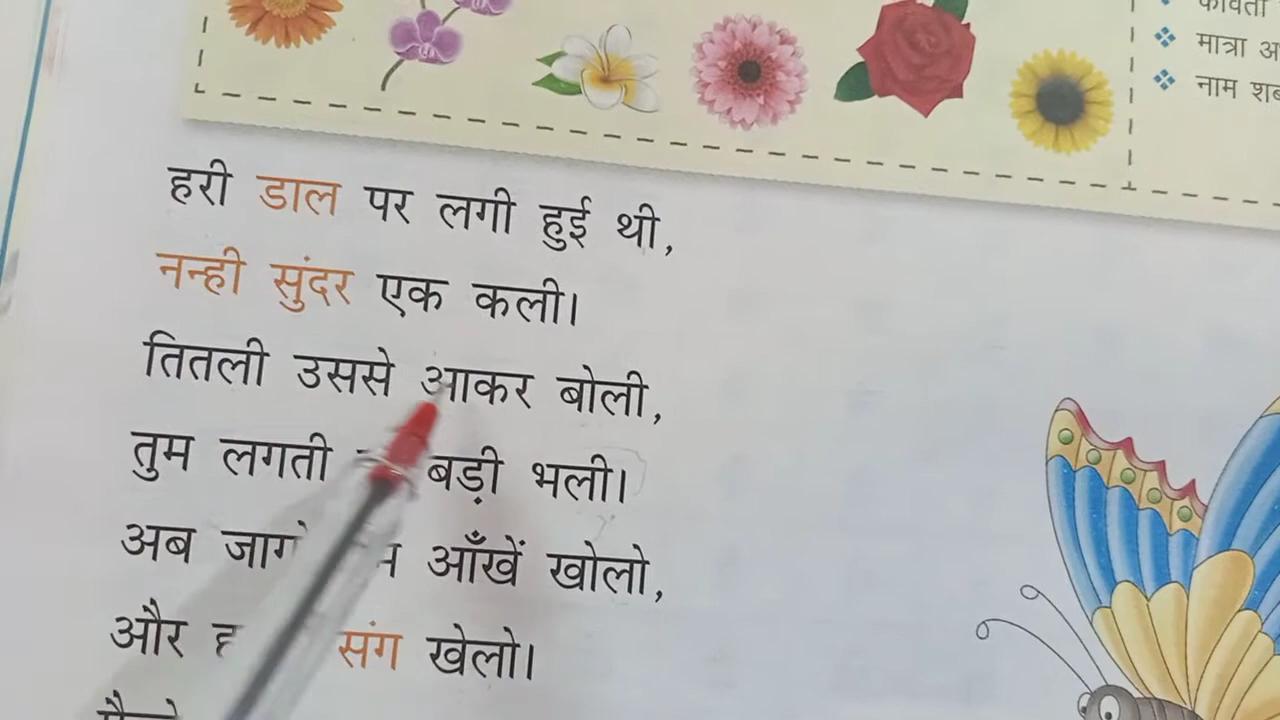 मात्रा
नाम
हरी डाल पर लगी हुई थी,
नन्ही सुंदर एक कली।
तितली उससे आकर बोली,
तुम लगती बड़ी भली।
अब आँखें खोलो,
और संग खेलो।